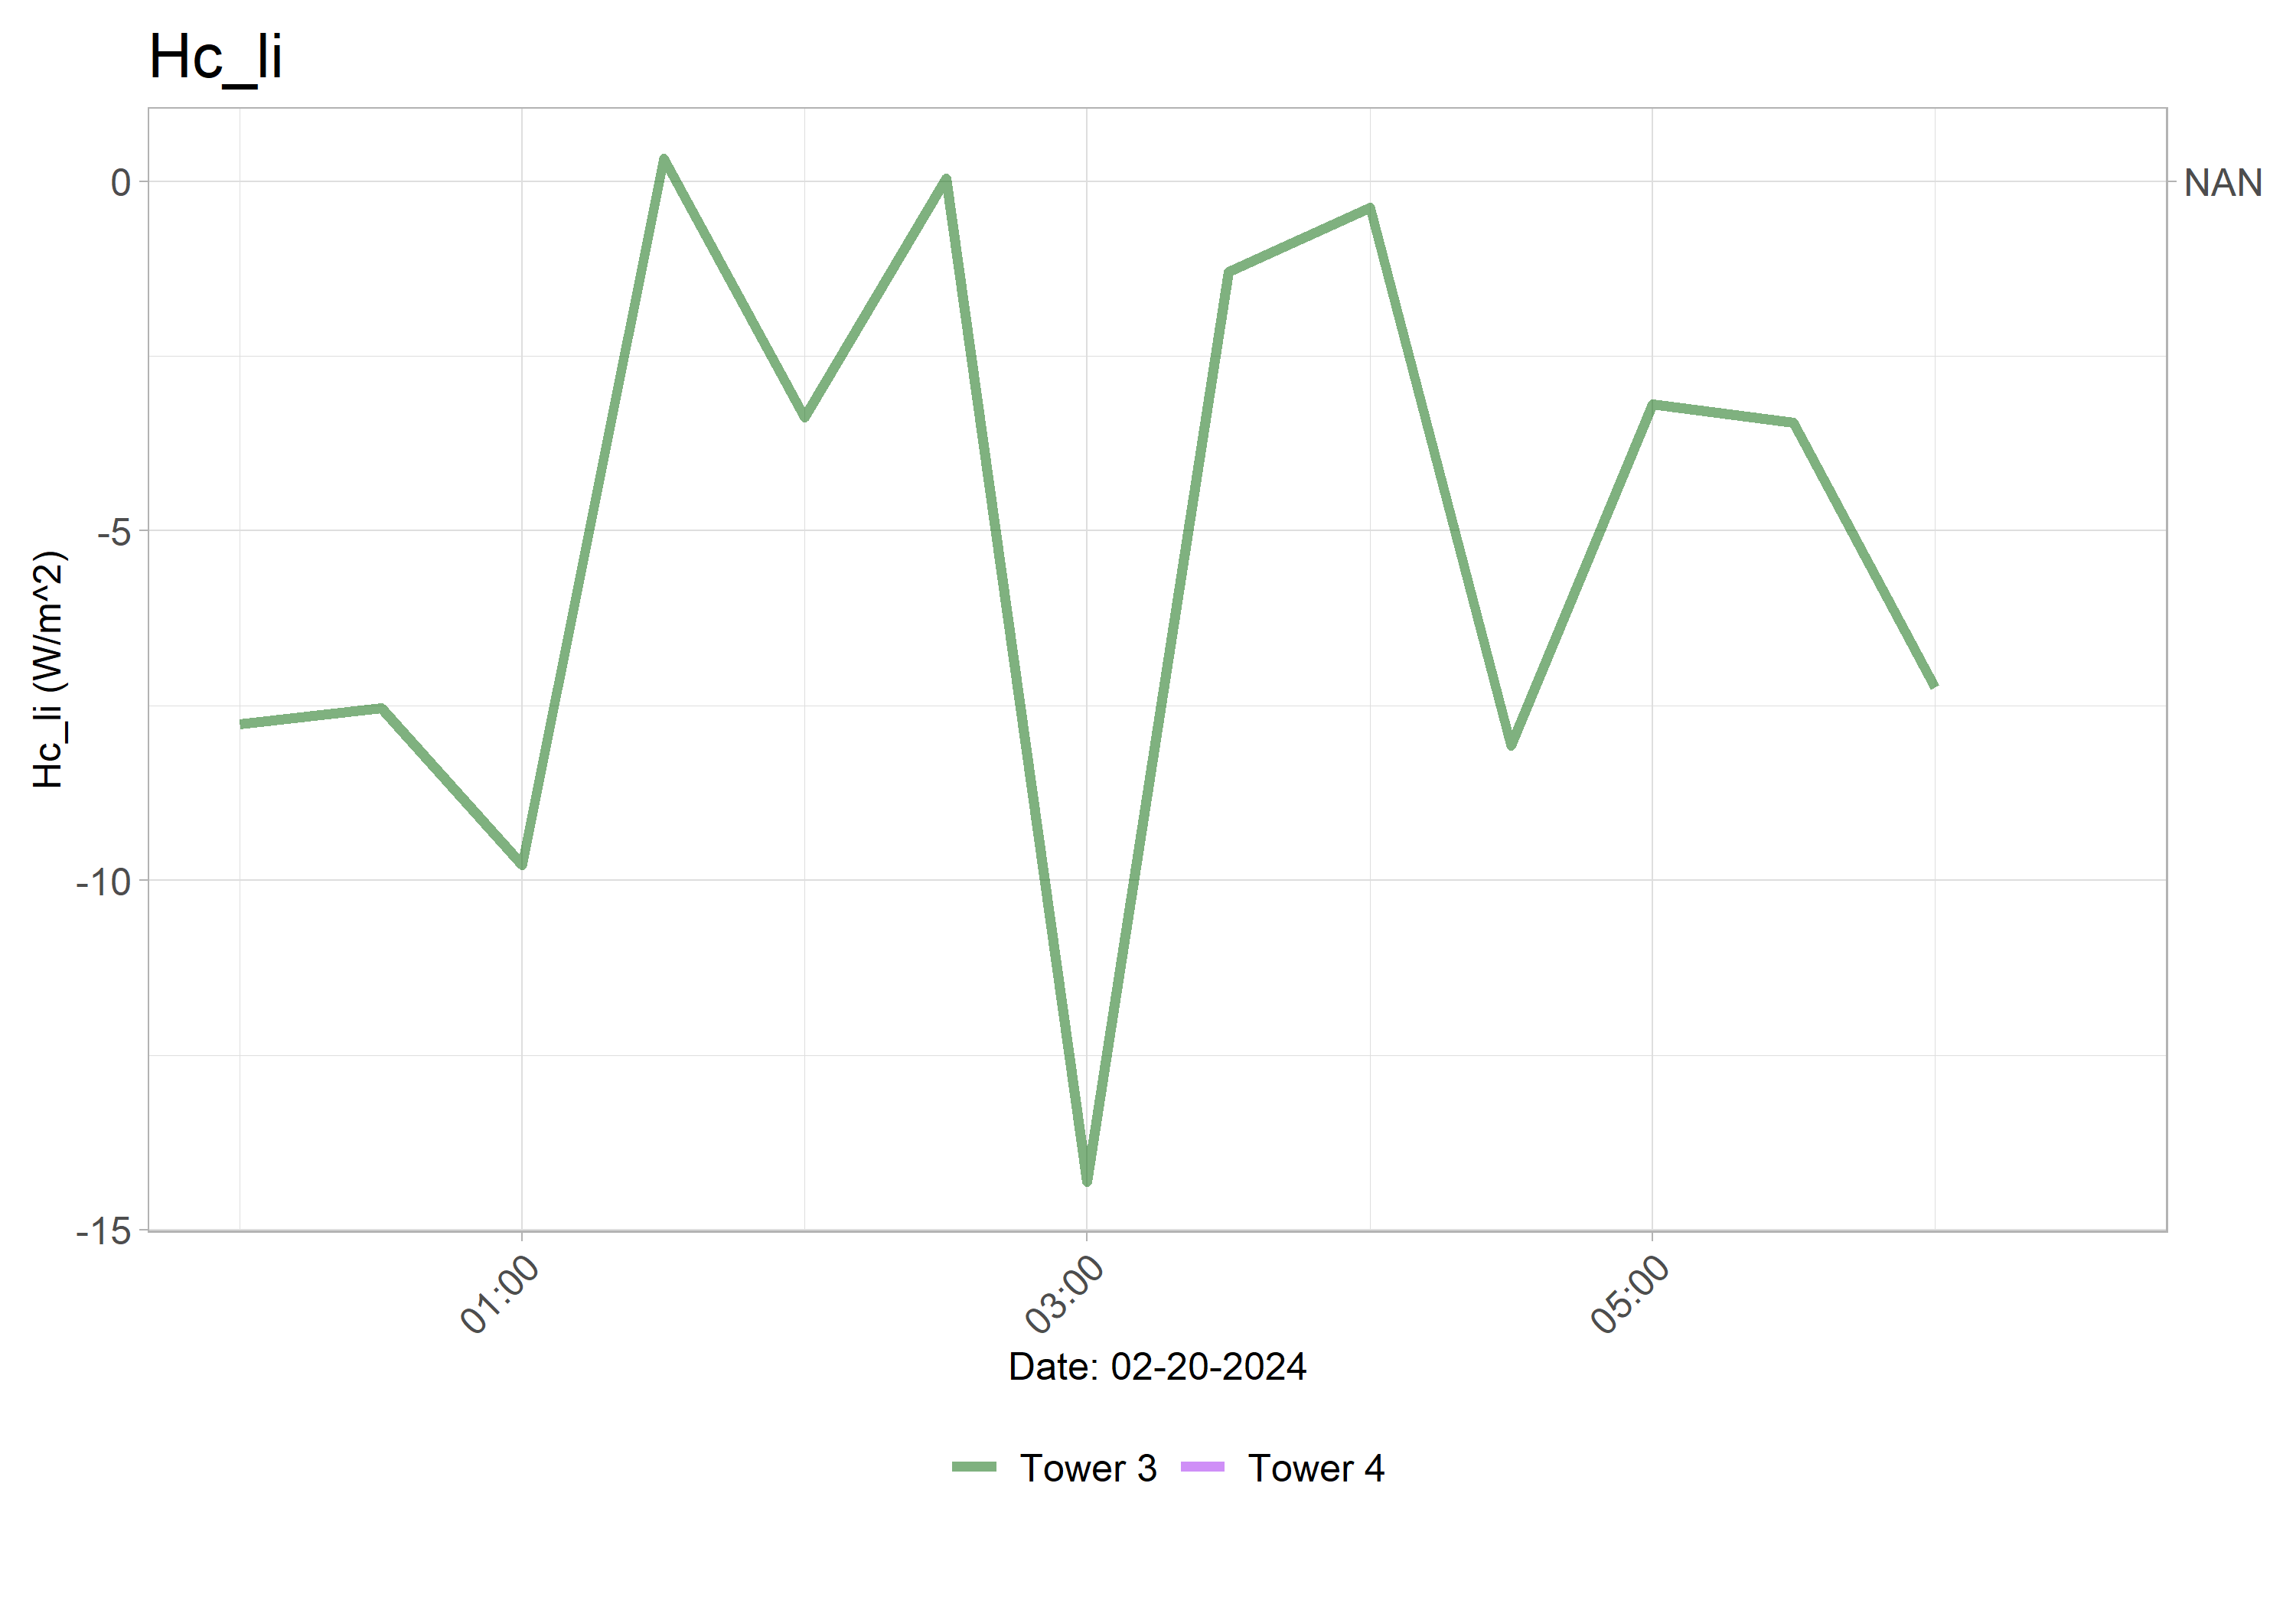 Hc_li
0
NAN
-5
-10
-15
Hc_li (W/m^2)
01:00
03:00
05:00
Date: 02-20-2024
Tower 3
Tower 4